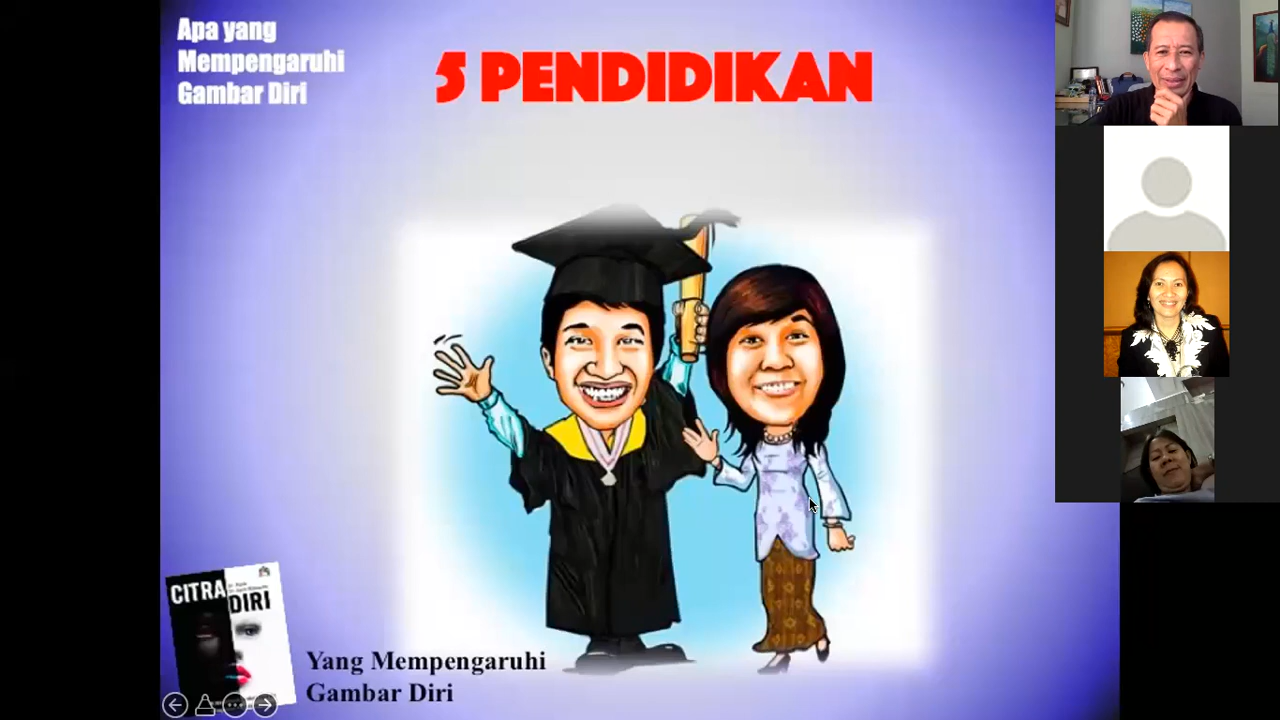 Apa yang
Mempengaruhi
Gambar Diri
5 PENDIDIKAN
CITRA
DIRI
Yang Mempengaruhi
Gambar Diri